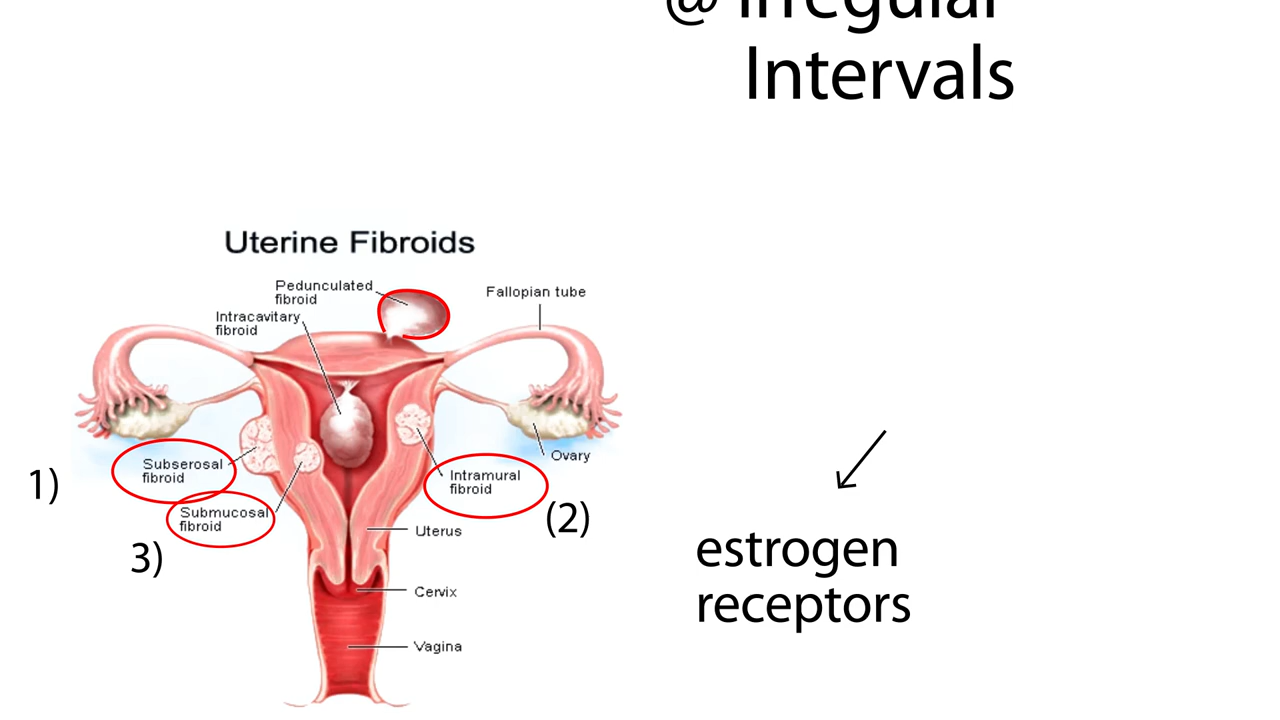 @ irregular
Intervals
Uterine Fibroids
Pedunculated
fibroid
Intracavitary
fibroid
Fallopian tube
Ovary
1)
Subserosal
fibroid
Intramural
fibroid
(2)
Submucosal
fibroid
3)
Uterus
Cervix
Vagina
estrogen
receptors